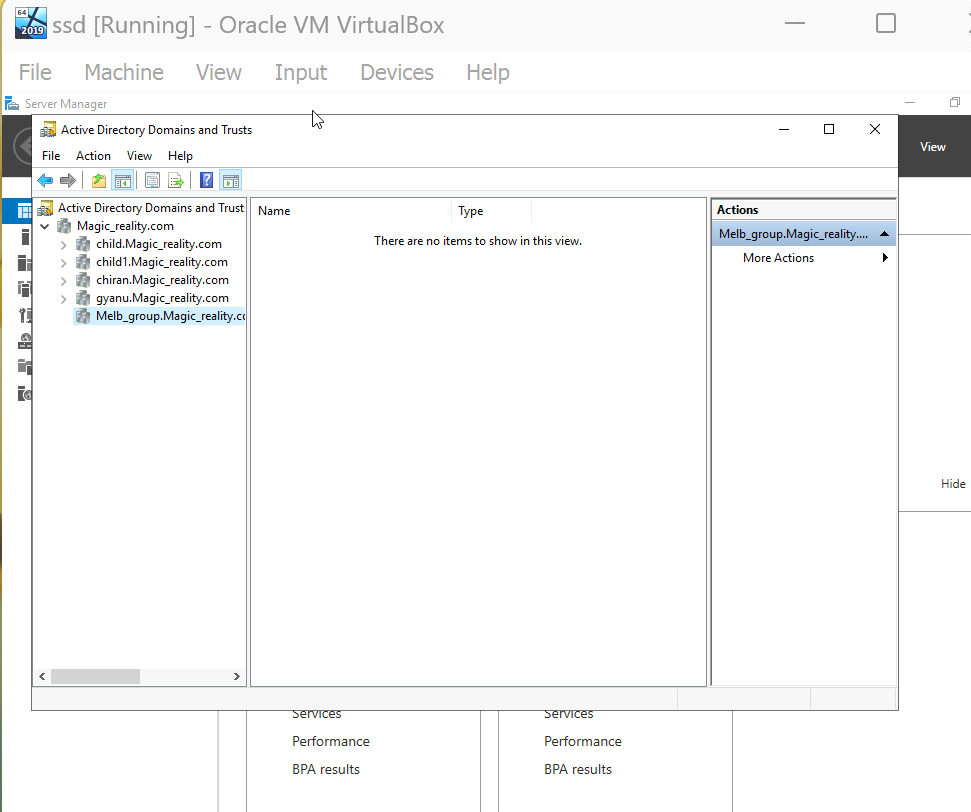 64
2019
ssd [Running] - Oracle VM VirtualBox
File Machine View Input Devices Help
Server Manager
Active Directory Domains and Trusts
View
File Action View Help
Active Directory Domains and Trust
Magic_reality.com
child.Magic_reality.com
child1.Magic_reality.com
chiran.Magic_reality.com
gyanu.Magic_reality.com
Melb_group.Magic_reality.co
Name Type
There are no items to show in this view.
Actions
Melb_group.Magic_reality....
More Actions
Hide
Services Services
Performance Performance
BPA results BPA results